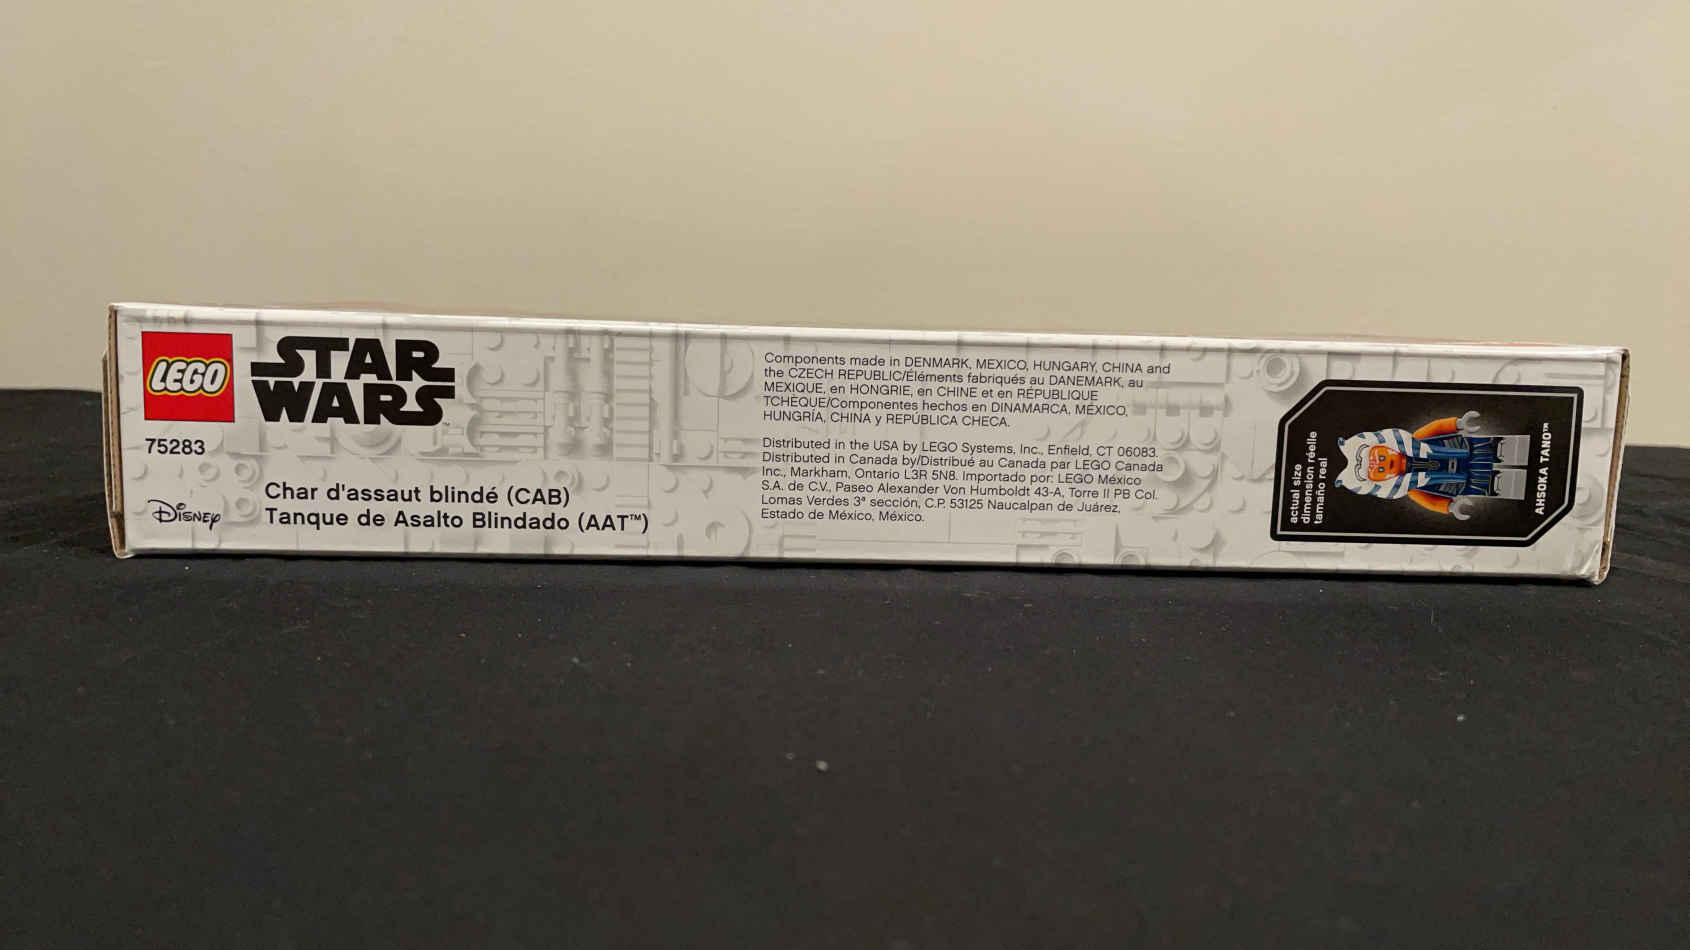 LEGO
STAR
WARS™
75283
Disney
Char d'assaut blindé (CAB)
Tanque de Asalto Blindado (AAT™)
Components made in DENMARK, MEXICO, HUNGARY, CHINA and
the CZECH REPUBLIC/Éléments fabriqués au DANEMARK, au
MEXIQUE, en HONGRIE, en CHINE et en RÉPUBLIQUE
TCHÈQUE/Componentes hechos en DINAMARCA, MÉXICO,
HUNGRÍA, CHINA y REPÚBLICA CHECA.
Distributed in the USA by LEGO Systems, Inc., Enfield, CT 06083.
Distributed in Canada by/Distribué au Canada par LEGO Canada
Inc., Markham, Ontario L3R 5N8. Importado por: LEGO México
S.A. de C.V., Paseo Alexander Von Humboldt 43-A, Torre II PB Col.
Lomas Verdes 3ª sección, C.P. 53125 Naucalpan de Juárez,
Estado de México, México.
actual size
dimension réelle
tamaño real
AHSOKA TANO™